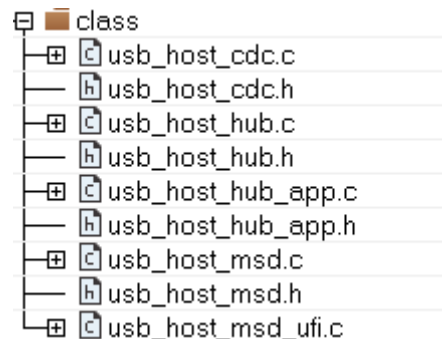 class
usb_host_cdc.c
usb_host_cdc.h
usb_host_hub.c
usb_host_hub.h
usb_host_hub_app.c
usb_host_hub_app.h
usb_host_msd.c
usb_host_msd.h
usb_host_msd_ufi.c